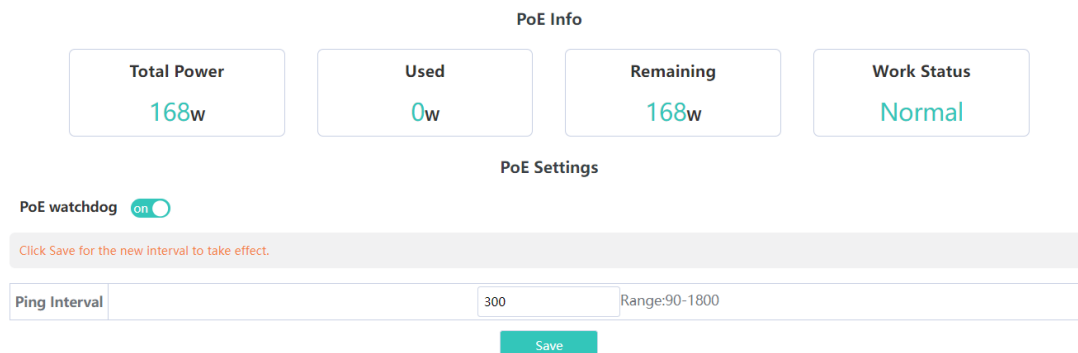 PoE Info
Total Power Used Remaining Work Status
168w 0w 168w Normal
PoE Settings
PoE watchdog on
Click Save for the new interval to take effect.
Ping Interval 300 Range:90-1800
Save